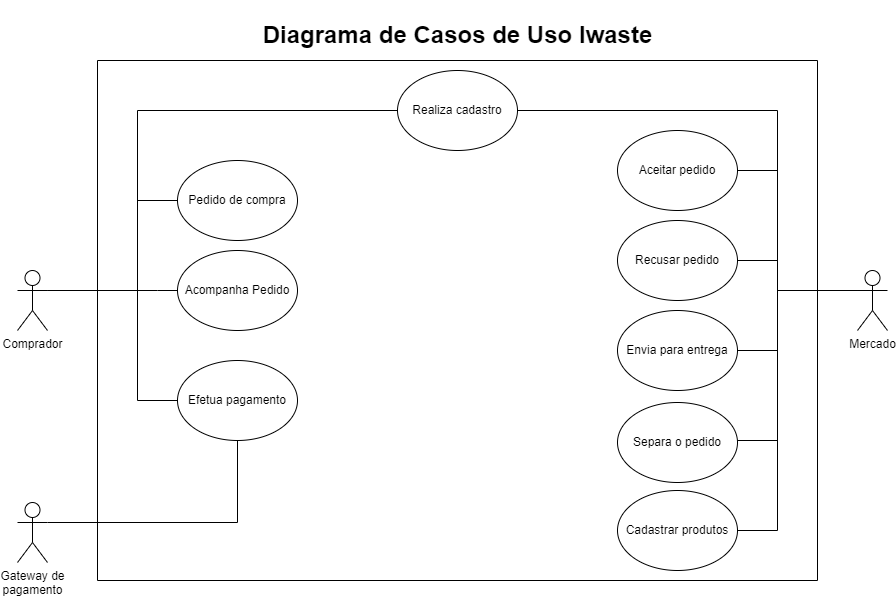 Diagrama de Casos de Uso Iwaste
Realiza cadastro
Aceitar pedido
Pedido de compra
Recusar pedido
Acompanha Pedido
Comprador
Mercado
Envia para entrega
Efetua pagamento
Separa o pedido
Cadastrar produtos
Gateway de
pagamento